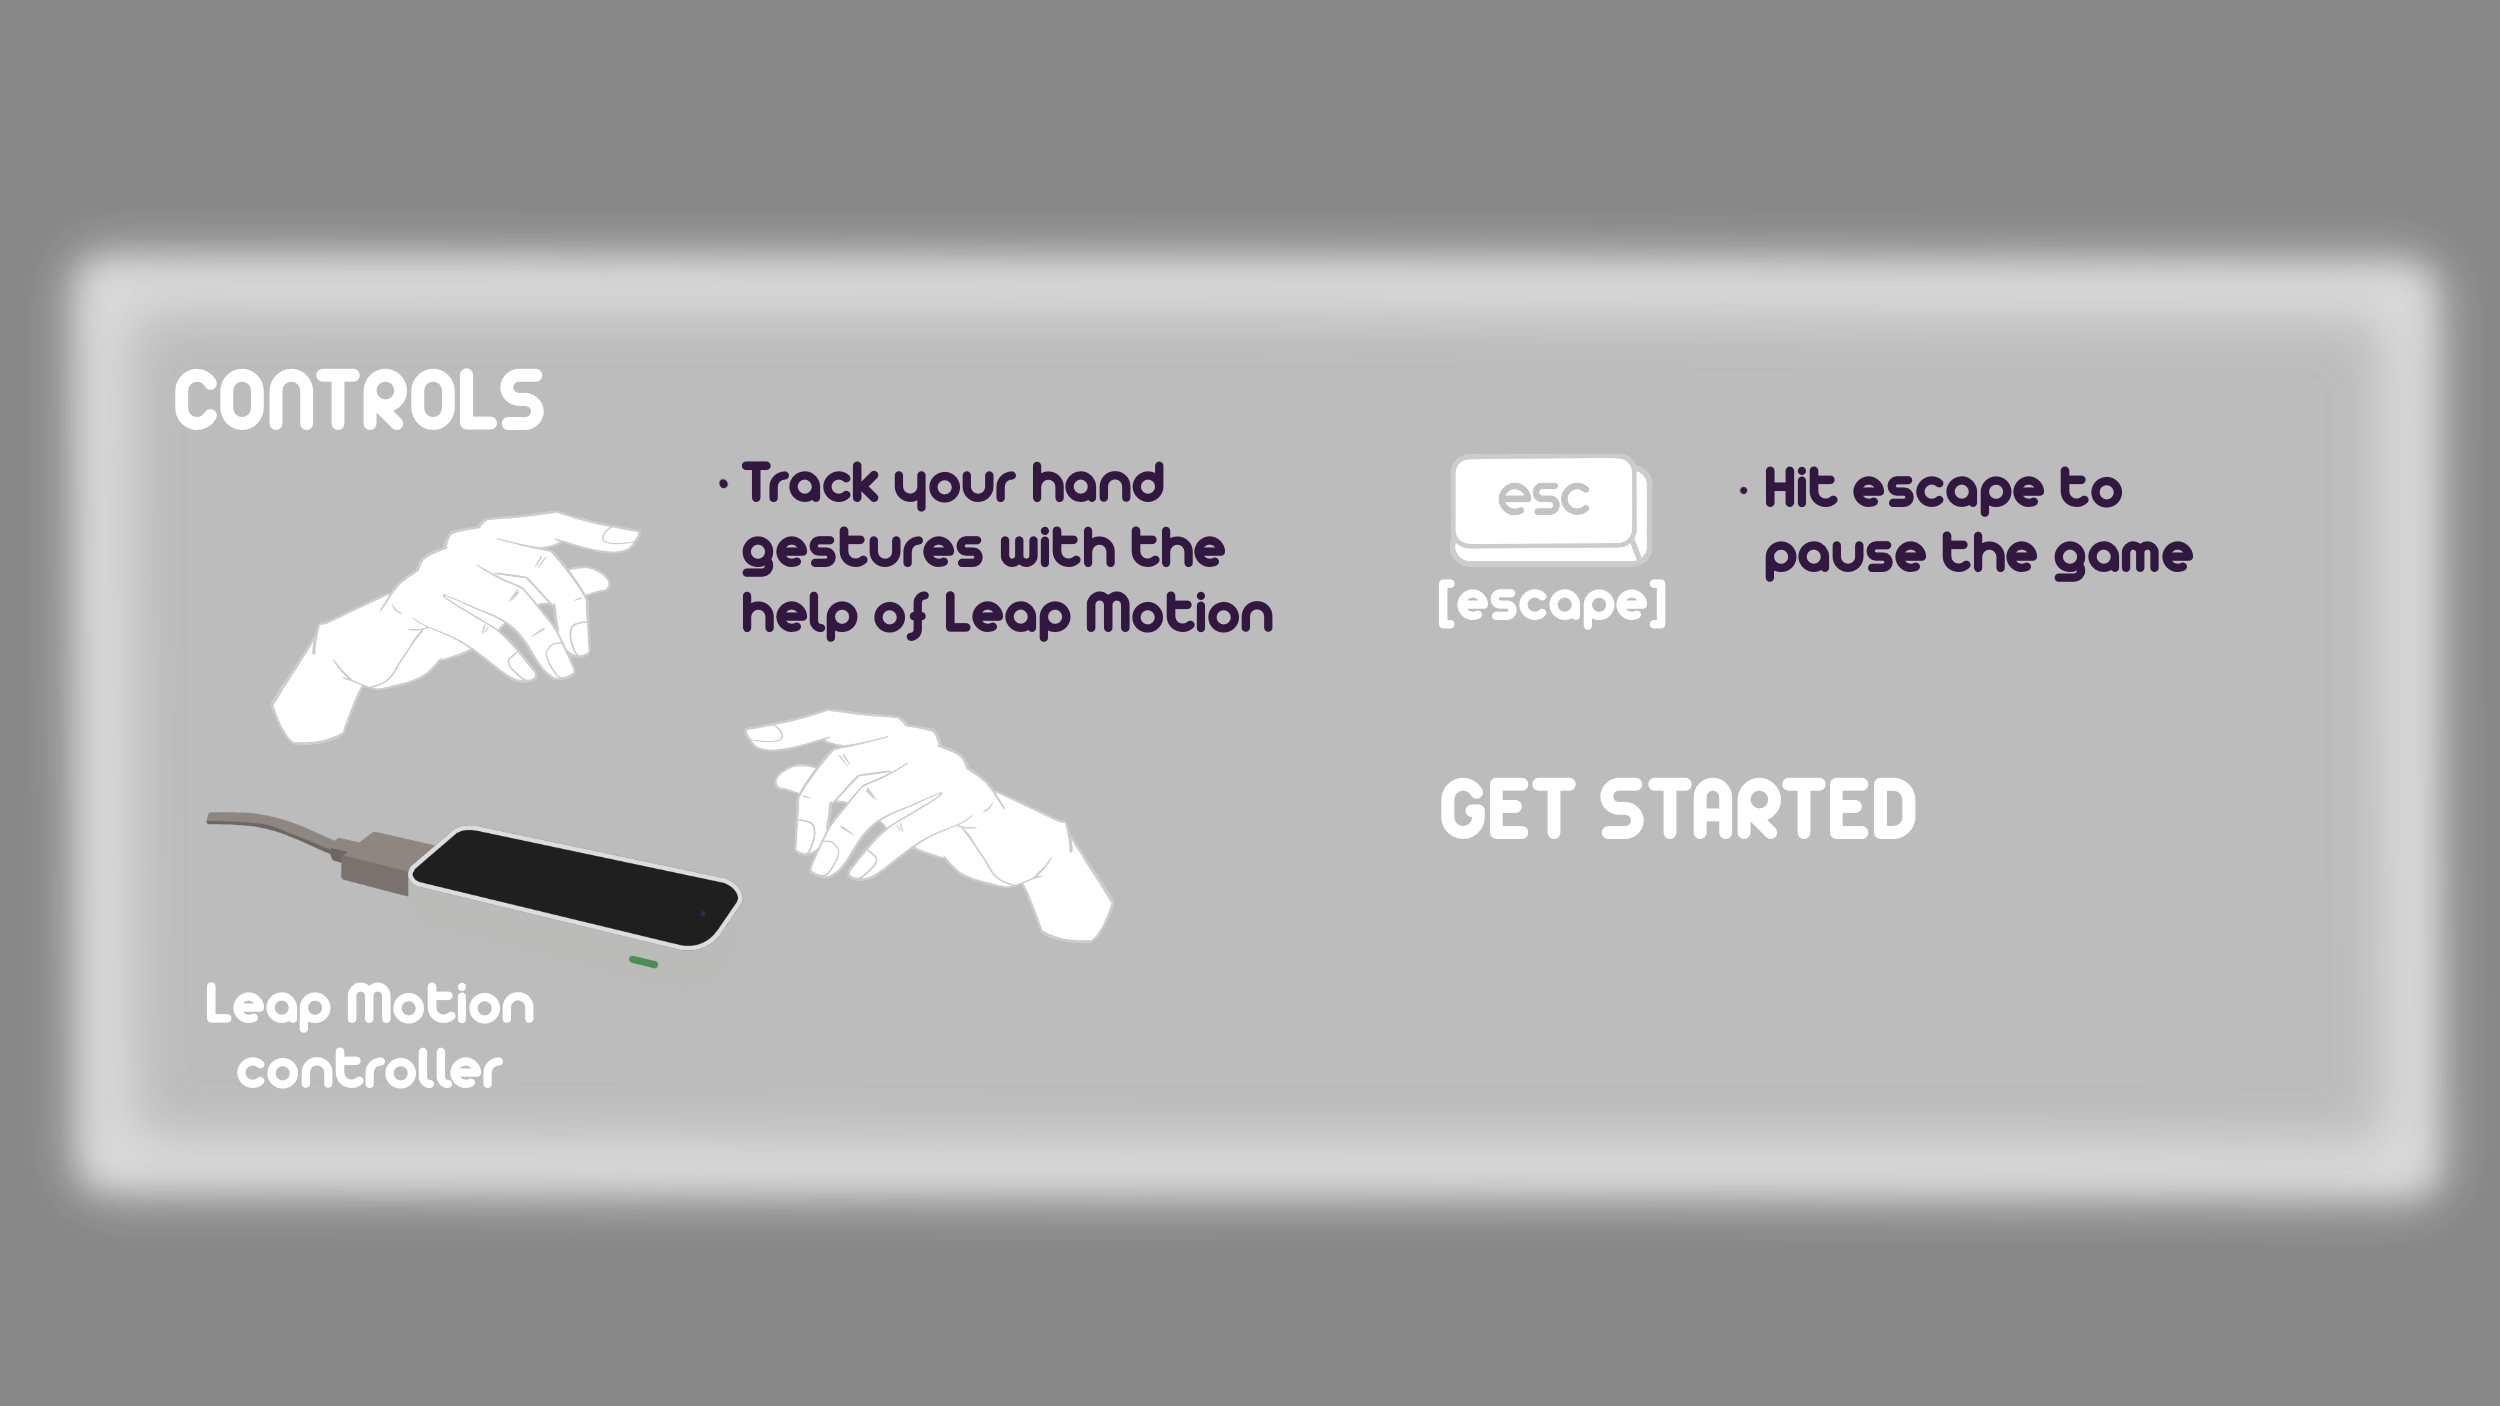 CONTROLS
• Track your hand
gestures with the
help of Leap Motion
Leap Motion
controller
esc
[escape]
• Hit escape to
pause the game
GET STARTED